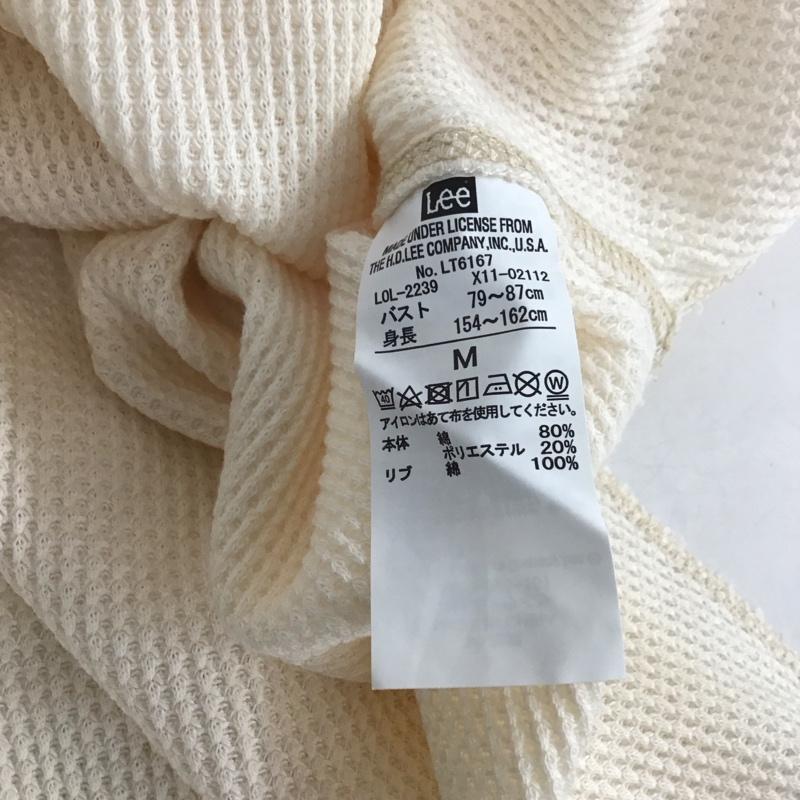 Lee
MADE UNDER LICENSE FROM
THE H.D.LEE COMPANY,INC.,U.S.A.
No. LT6167
LOL-2239 X11-02112
バスト 79～87cm
身長 154～162cm
M
40 W
アイロンはあて布を使用してください。
本体 綿 80%
ポリエステル 20%
リブ 綿 100%